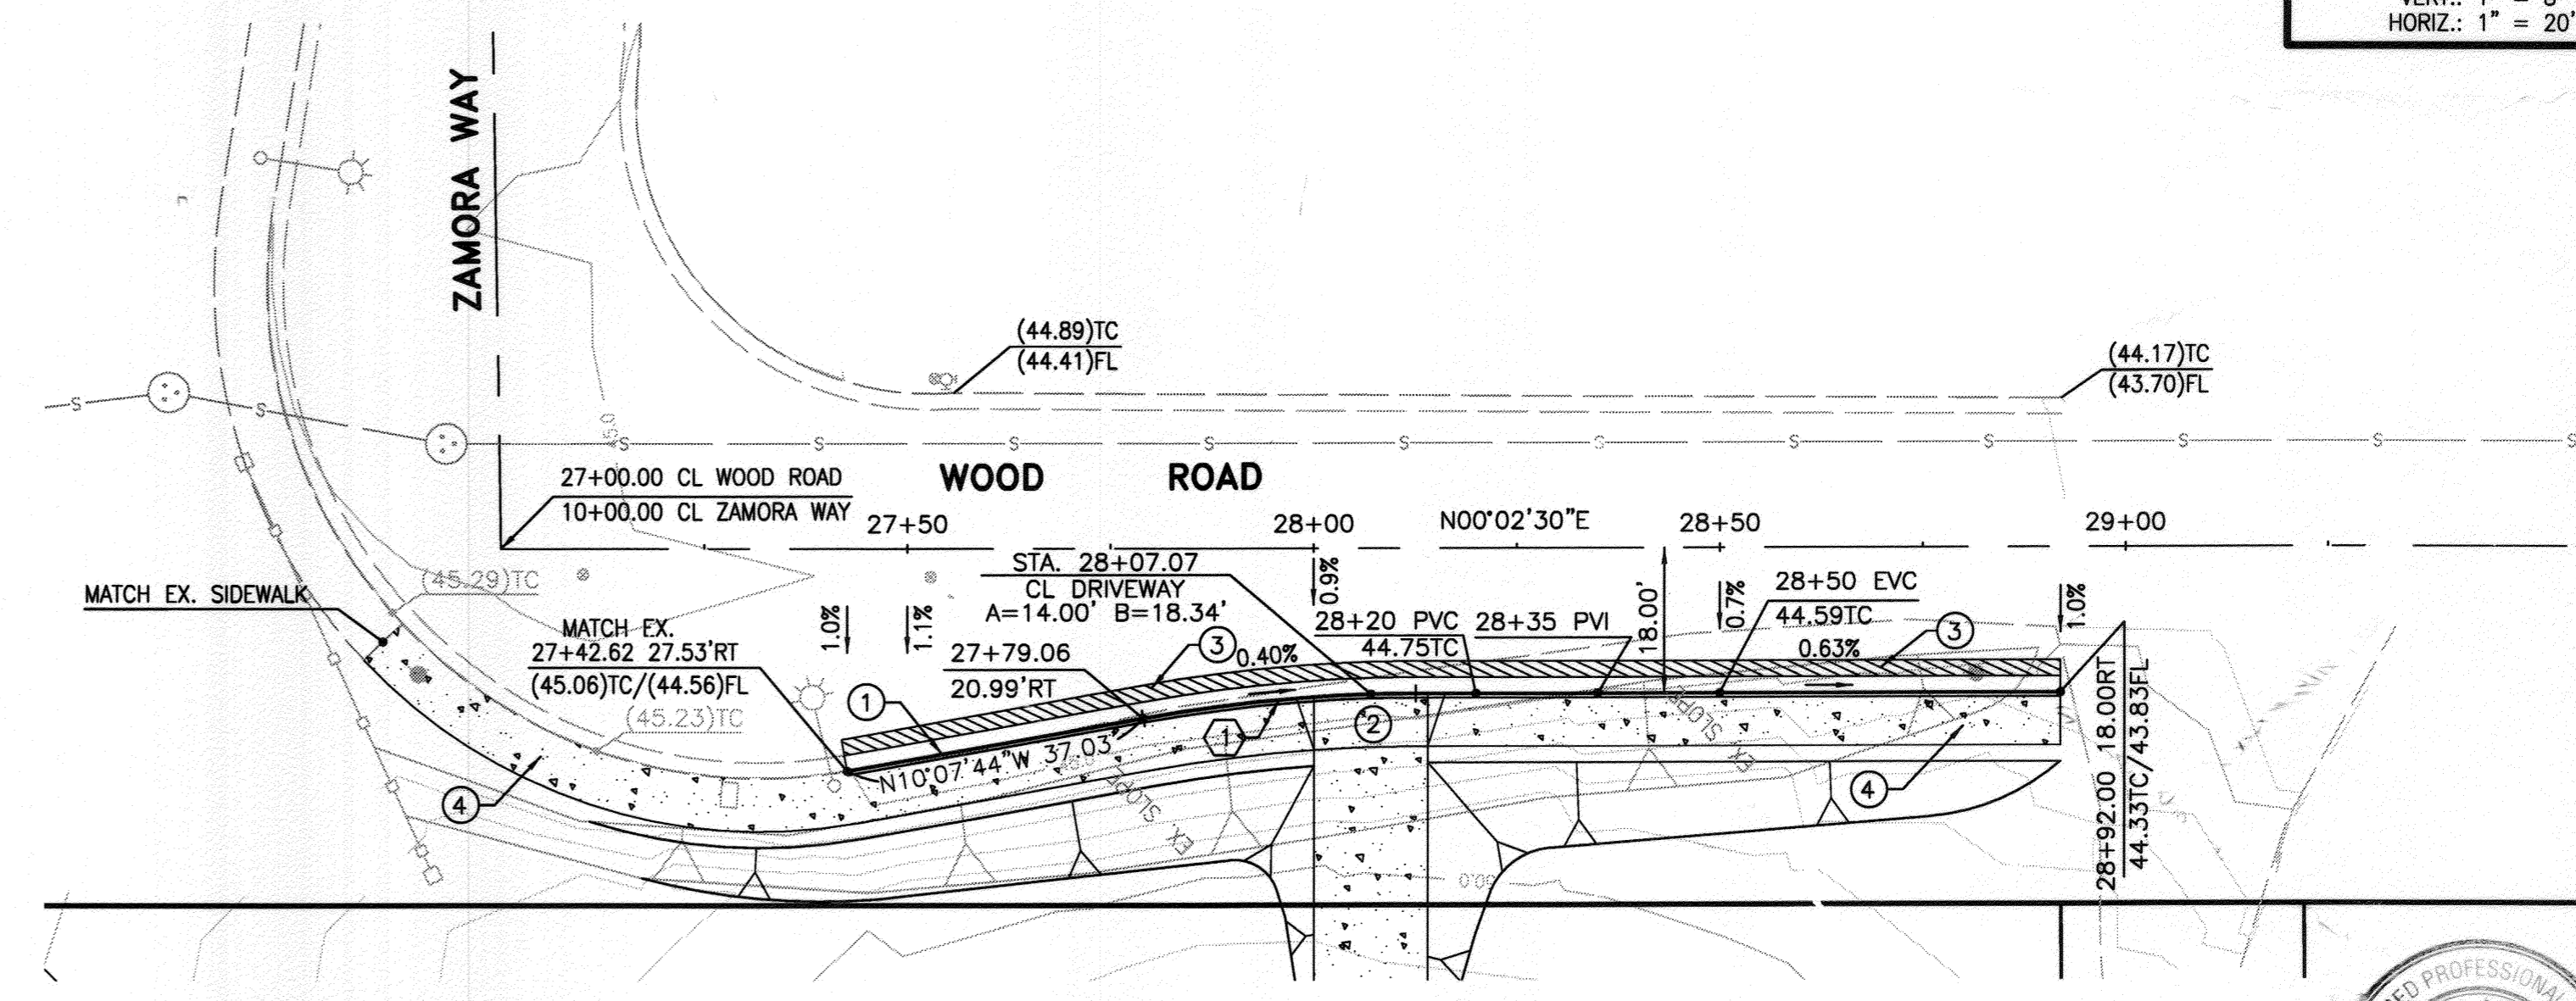 HORIZ.: 1" = 20'
ZAMORA WAY
(44.89)TC
(44.41)FL
(44.17)TC
(43.70)FL
S S S S S S S S S S S S S
27+00.00 CL WOOD ROAD
10+00.00 CL ZAMORA WAY
WOOD ROAD
27+50
28+00
N00°02'30"E
28+50
29+00
MATCH EX. SIDEWALK
(45.29)TC
STA. 28+07.07
CL DRIVEWAY
A=14.00' B=18.34'
0.9%
0.7%
1.0%
28+50 EVC
44.59TC
0.63%
3
MATCH EX.
27+42.62 27.53'RT
(45.06)TC/(44.56)FL
(45.23)TC
1.0%
1.1%
27+79.06
20.99'RT
3
0.40%
28+20 PVC
44.75TC
28+35 PVI
18.00'
1
N10°07'44"W 37.03'
1
2
EX. SLOPE
EX. SLOPE
4
4
28+92.00 18.00RT
44.33TC/43.83FL
PROFESSIONAL